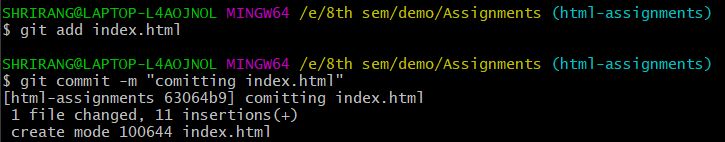 SHRIRANG@LAPTOP-L4AOJNOL MINGW64 /e/8th sem/demo/Assignments (html-assignments)
$ git add index.html
SHRIRANG@LAPTOP-L4AOJNOL MINGW64 /e/8th sem/demo/Assignments (html-assignments)
$ git commit -m "comitting index.html"
[html-assignments 63064b9] comitting index.html
 1 file changed, 11 insertions(+)
 create mode 100644 index.html